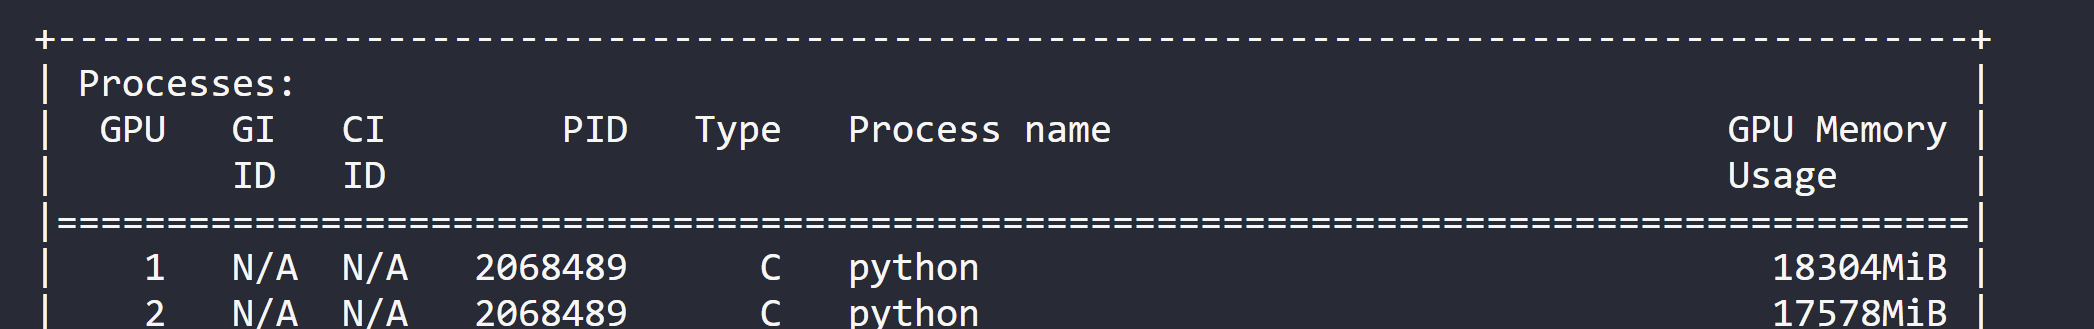 +---------------------------------------------------------------------------------------+
| Processes:                                                                            |
|  GPU   GI   CI        PID   Type   Process name                            GPU Memory |
|        ID   ID                                                             Usage      |
|=======================================================================================|
|    1   N/A  N/A   2068489      C   python                                    18304MiB |
|    2   N/A  N/A   2068489      C   python                                    17578MiB |